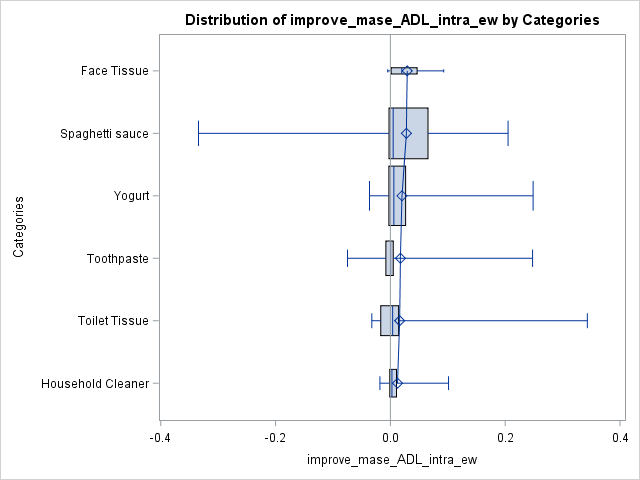 Distribution of improve_mase_ADL_intra_ew by Categories
Categories
Face Tissue
Spaghetti sauce
Yogurt
Toothpaste
Toilet Tissue
Household Cleaner
-0.4 -0.2 0.0 0.2 0.4
improve_mase_ADL_intra_ew